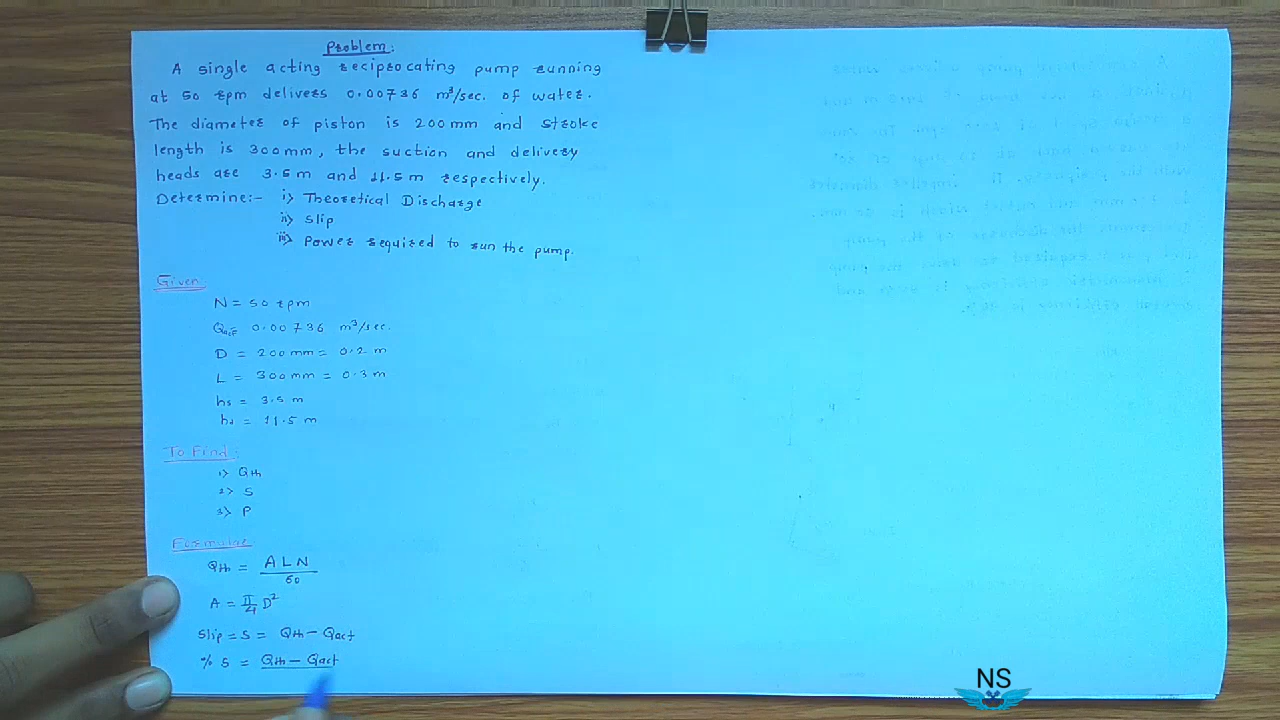 Problem:
A single acting reciprocating pump running
at 50 rpm delivers 0.00736 m³/sec. of water.
The diameter of piston is 200 mm and stroke
length is 300mm, the suction and delivery
heads are 3.5 m and 11.5 m respectively.
Determine:- i) Theoretical Discharge
ii) Slip
iii) Power required to run the pump.
Given
N = 50 rpm
Qact= 0.00736 m³/sec.
D = 200 mm = 0.2 m
L = 300 mm = 0.3 m
hs = 3.5 m
hd = 11.5 m
To Find:
1) Qth
2) S
3) P
Formulae
Qth = ALN/60
A = π/4 D²
Slip = S = Qth - Qact
% S = Qth - Qact
NS